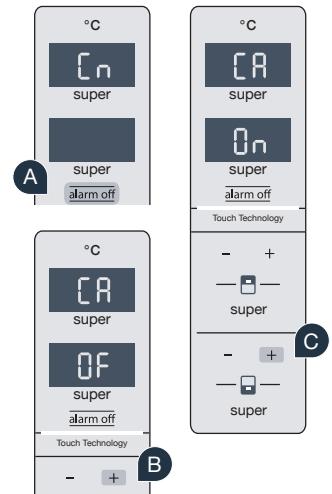 °C
Cn
super
super
alarm off
A
°C
CA
super
OF
super
alarm off
Touch Technology
- +
B
°C
CA
super
On
super
alarm off
Touch Technology
- +
super
- +
super
C